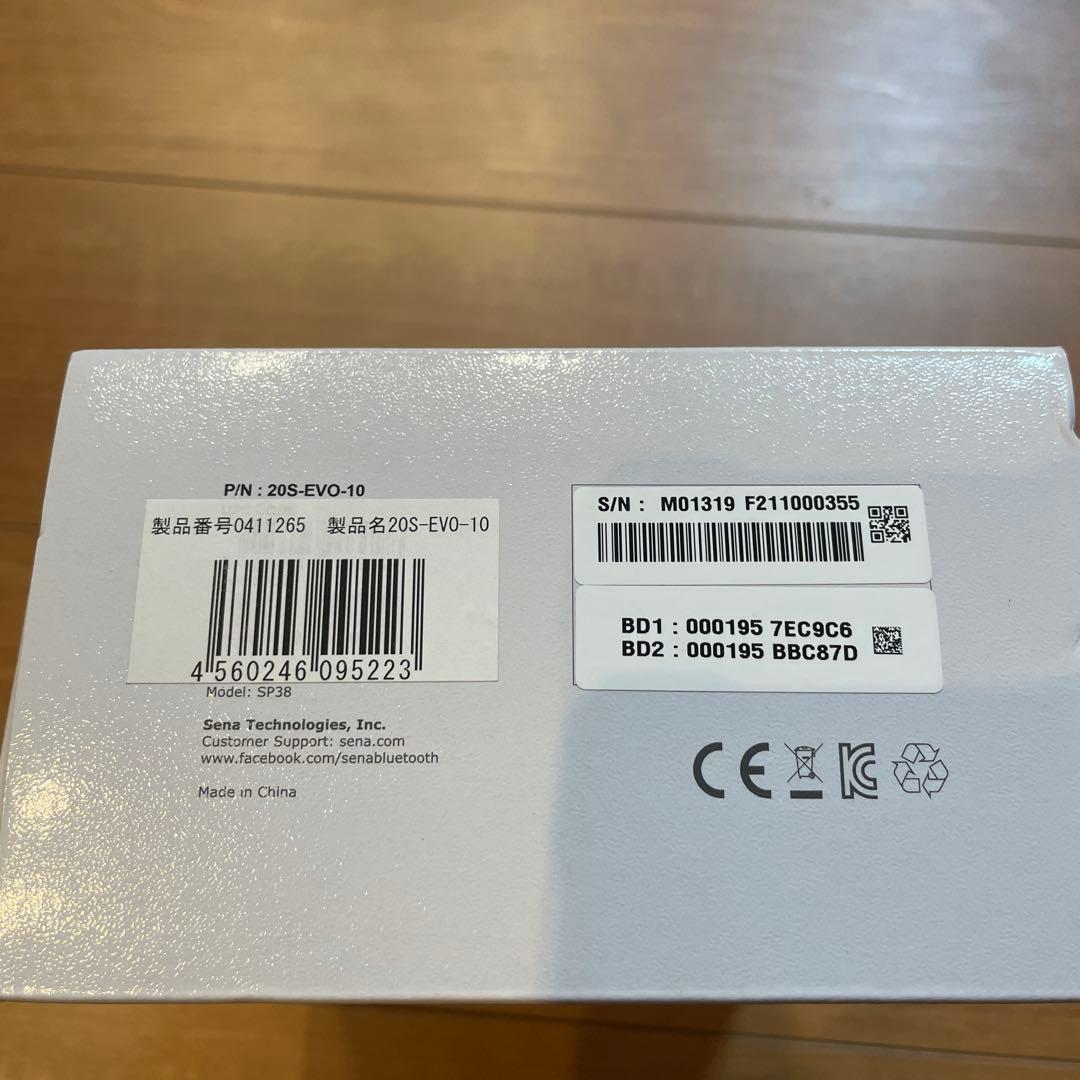 P/N : 20S-EVO-10
製品番号0411265 製品名20S-EVO-10
4 560246 095223
Model: SP38
Sena Technologies, Inc.
Customer Support: sena.com
www.facebook.com/senabluetooth
Made in China
S/N : M01319 F211000355
BD1 : 000195 7EC9C6
BD2 : 000195 BBC87D
CE